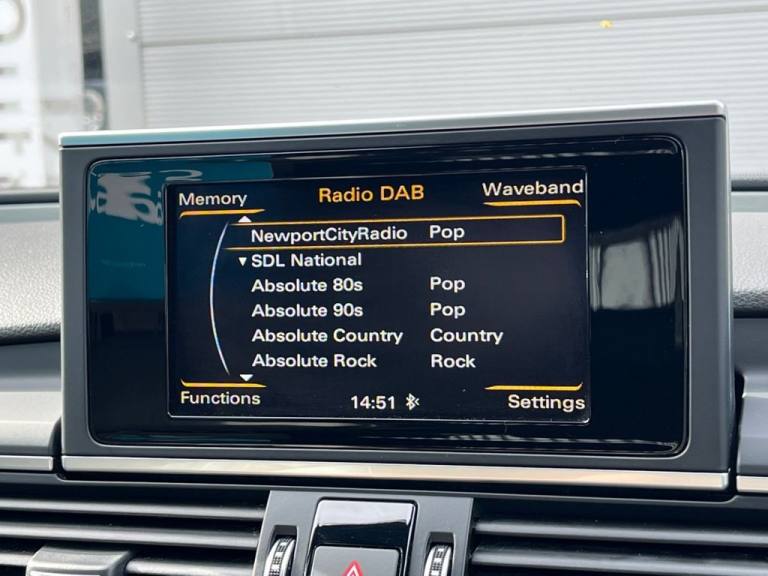 Memory Radio DAB Waveband
NewportCityRadio Pop
▼ SDL National
Absolute 80s Pop
Absolute 90s Pop
Absolute Country Country
Absolute Rock Rock
Functions 14:51 Settings